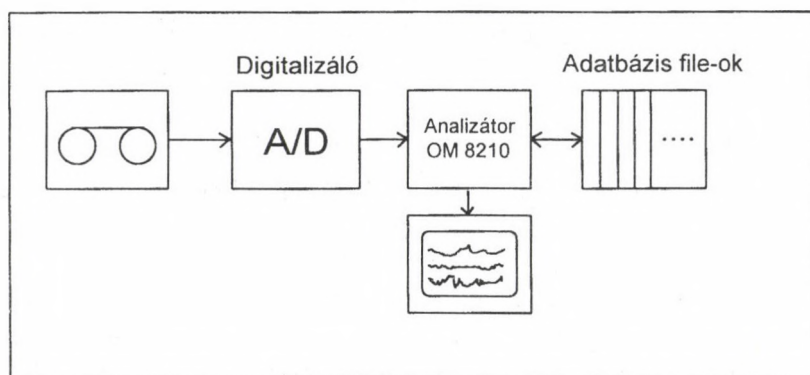 Digitalizáló
Adatbázis file-ok
A/D
Analizátor
OM 8210
....